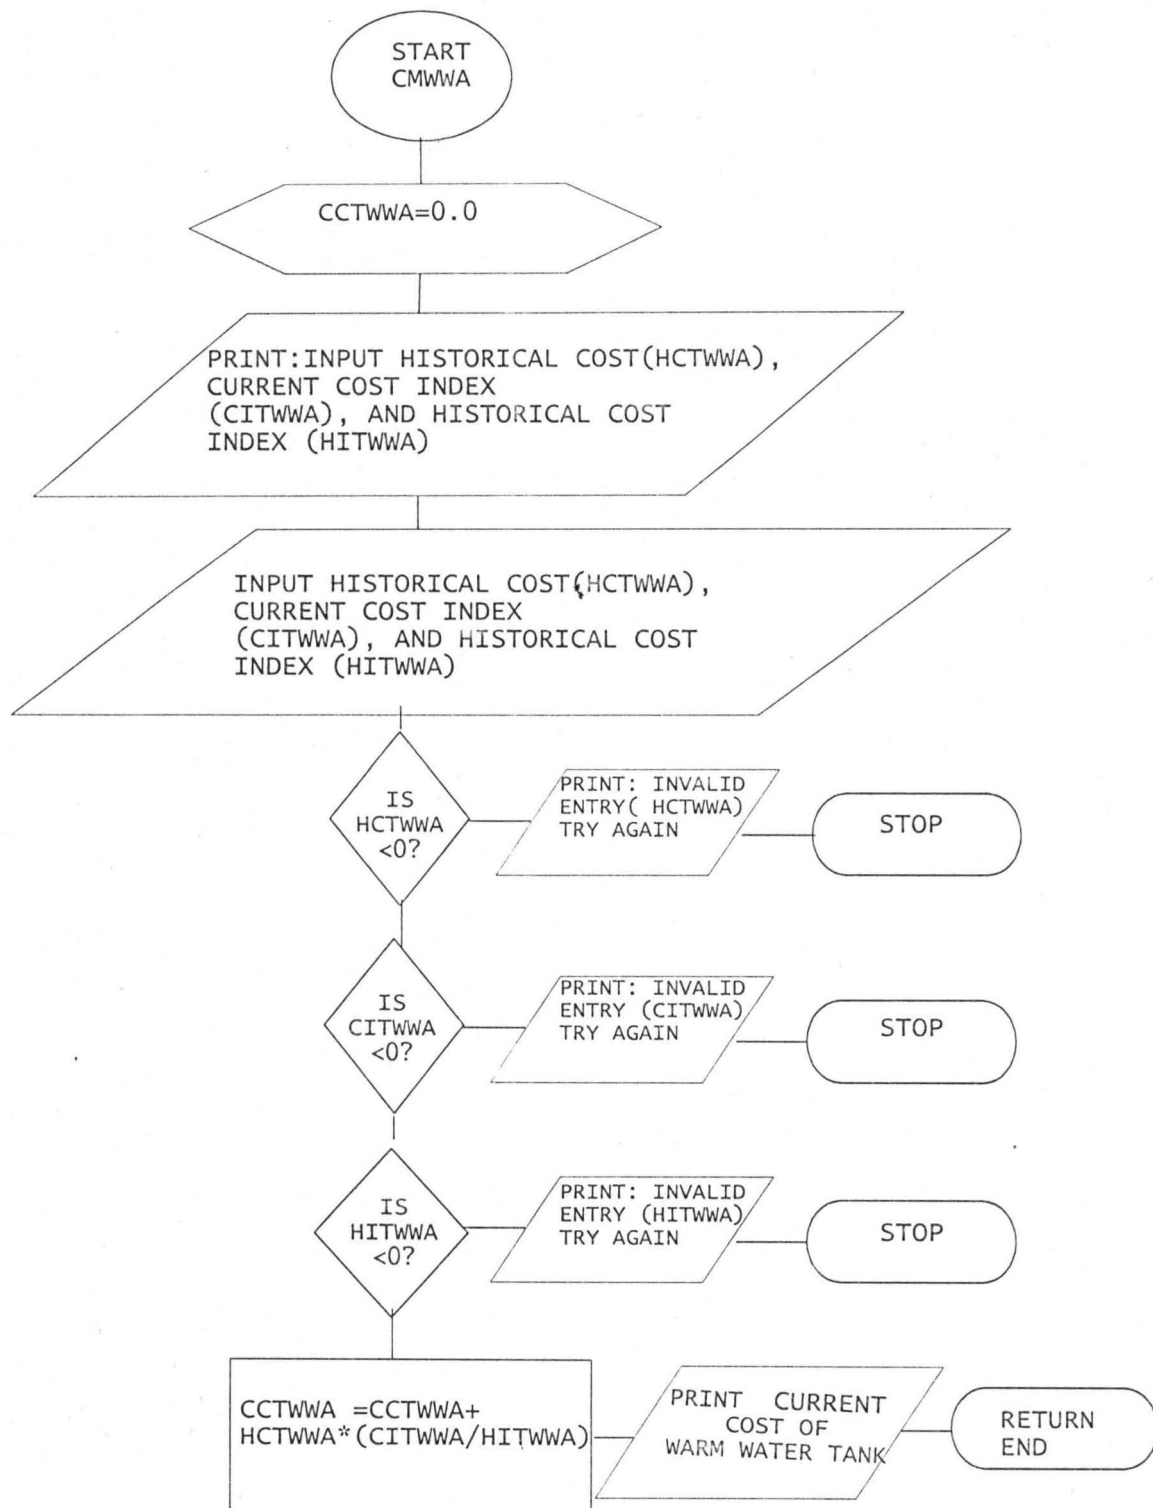 START
CMWWA
CCTWWA=0.0
PRINT:INPUT HISTORICAL COST(HCTWWA),
CURRENT COST INDEX
(CITWWA), AND HISTORICAL COST
INDEX (HITWWA)
INPUT HISTORICAL COST(HCTWWA),
CURRENT COST INDEX
(CITWWA), AND HISTORICAL COST
INDEX (HITWWA)
IS
HCTWWA
<0?
PRINT: INVALID
ENTRY( HCTWWA)
TRY AGAIN
STOP
IS
CITWWA
<0?
PRINT: INVALID
ENTRY (CITWWA)
TRY AGAIN
STOP
IS
HITWWA
<0?
PRINT: INVALID
ENTRY (HITWWA)
TRY AGAIN
STOP
CCTWWA =CCTWWA+
HCTWWA*(CITWWA/HITWWA)
PRINT CURRENT
COST OF
WARM WATER TANK
RETURN
END